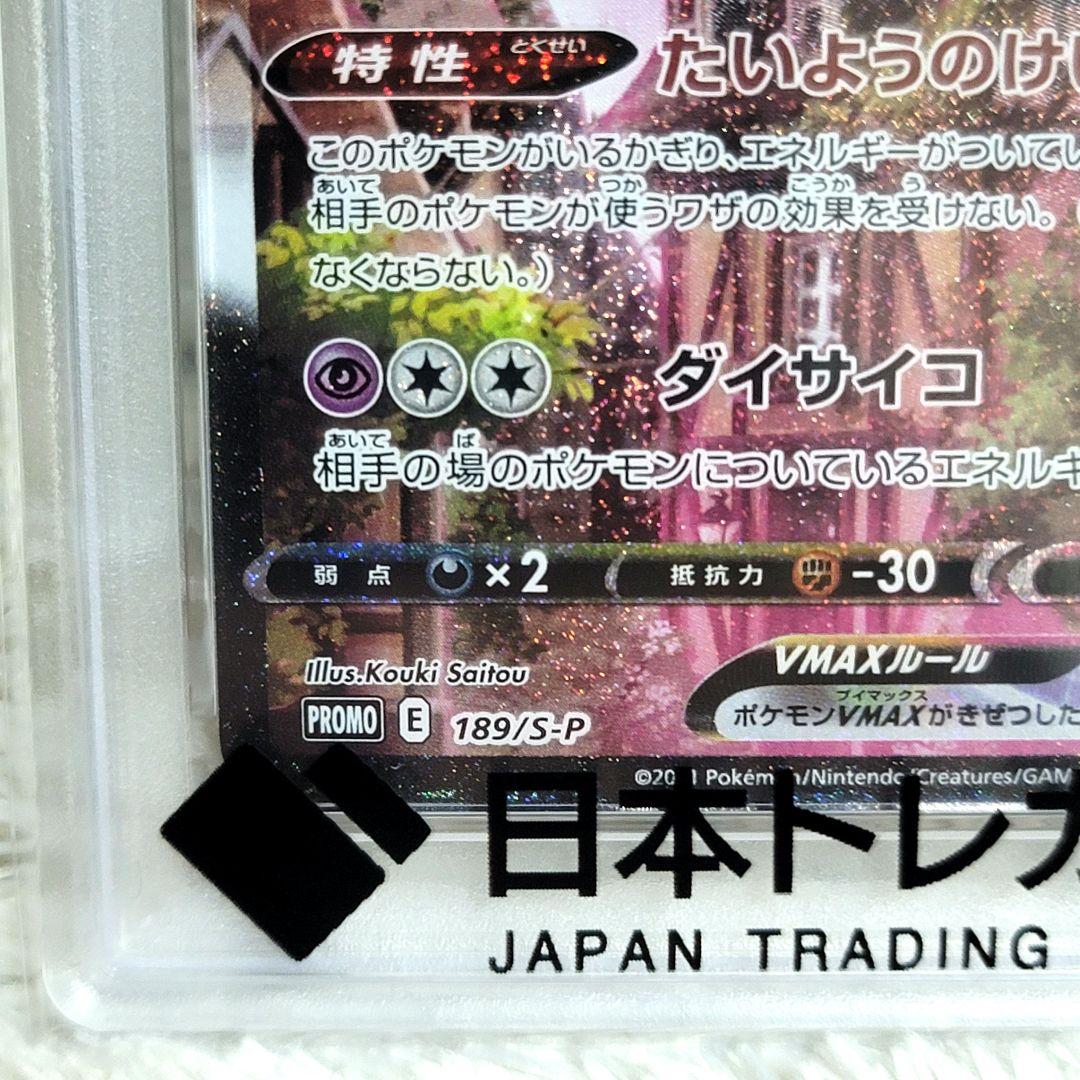 特性 とくせい たいようのけい
このポケモンがいるかぎり、エネルギーがついてい
あいて つか こうか う
相手のポケモンが使うワザの効果を受けない。
なくならない。）
ダイサイコ
あいて ば
相手の場のポケモンについているエネルギ
弱点 ×2 抵抗力 -30
Illus.Kouki Saitou
VMAXルール
ブイマックス
PROMO E 189/S-P
ポケモンVMAXがきぜつした
©2021 Pokémon/Nintendo/Creatures/GAM
日本トレカ
JAPAN TRADING